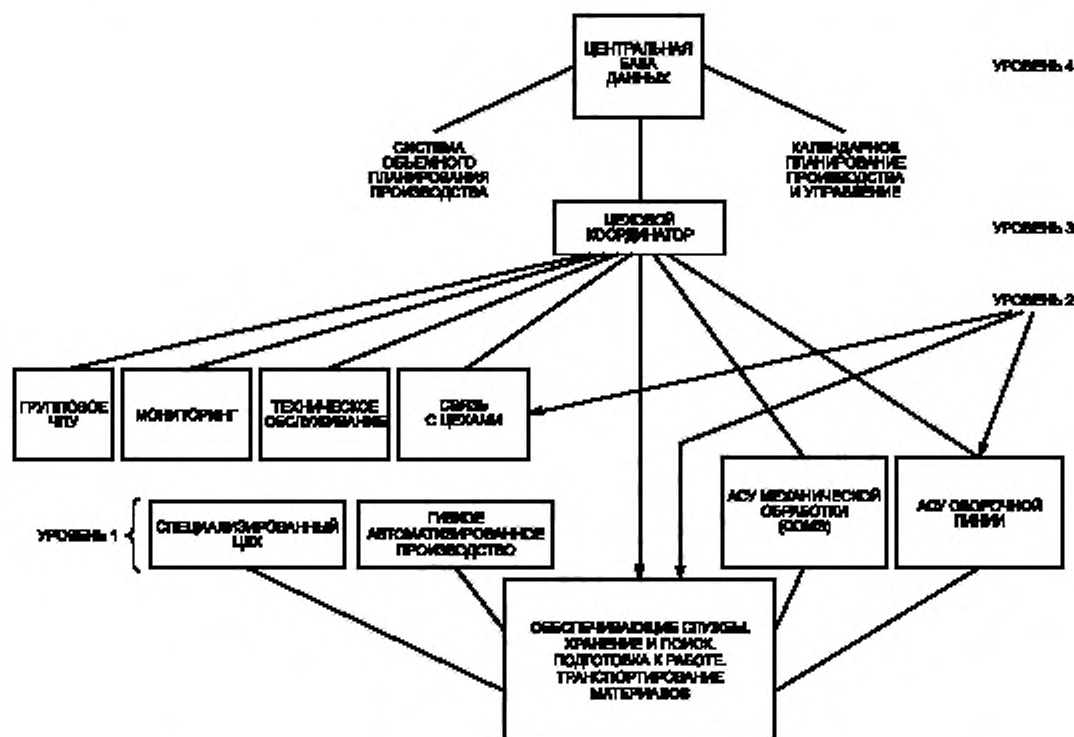 ЦЕНТРАЛЬНАЯ
БАЗА
ДАННЫХ
УРОВЕНЬ 4
СИСТЕМА
ОБЪЕМНОГО
ПЛАНИРОВАНИЯ
ПРОИЗВОДСТВА
КАЛЕНДАРНОЕ
ПЛАНИРОВАНИЕ
ПРОИЗВОДСТВА
И УПРАВЛЕНИЕ
ЦЕХОВОЙ
КООРДИНАТОР
УРОВЕНЬ 3
УРОВЕНЬ 2
ГРУППОВОЕ
ЧПУ
МОНИТОРИНГ
ТЕХНИЧЕСКОЕ
ОБСЛУЖИВАНИЕ
СВЯЗЬ
С ЦЕХАМИ
АСУ МЕХАНИЧЕСКОЙ
ОБРАБОТКИ
АСУ СБОРОЧНОЙ
ЛИНИИ
УРОВЕНЬ 1
СПЕЦИАЛИЗИРОВАННЫЙ
ЦЕХ
ГИБКОЕ
АВТОМАТИЗИРОВАННОЕ
ПРОИЗВОДСТВО
ОБЕСПЕЧИВАЮЩИЕ СЛУЖБЫ.
ХРАНЕНИЕ И ПОИСК.
ПОДГОТОВКА К РАБОТЕ.
ТРАНСПОРТИРОВАНИЕ
МАТЕРИАЛОВ